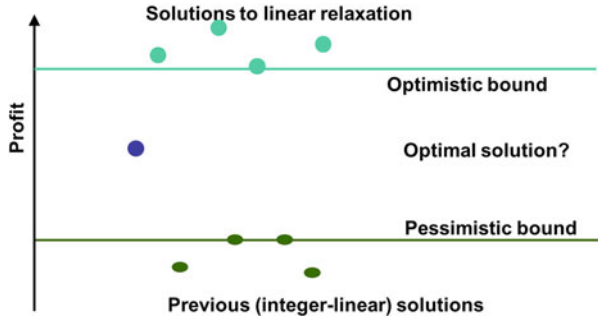 Solutions to linear relaxation
Optimistic bound
Profit
Optimal solution?
Pessimistic bound
Previous (integer-linear) solutions